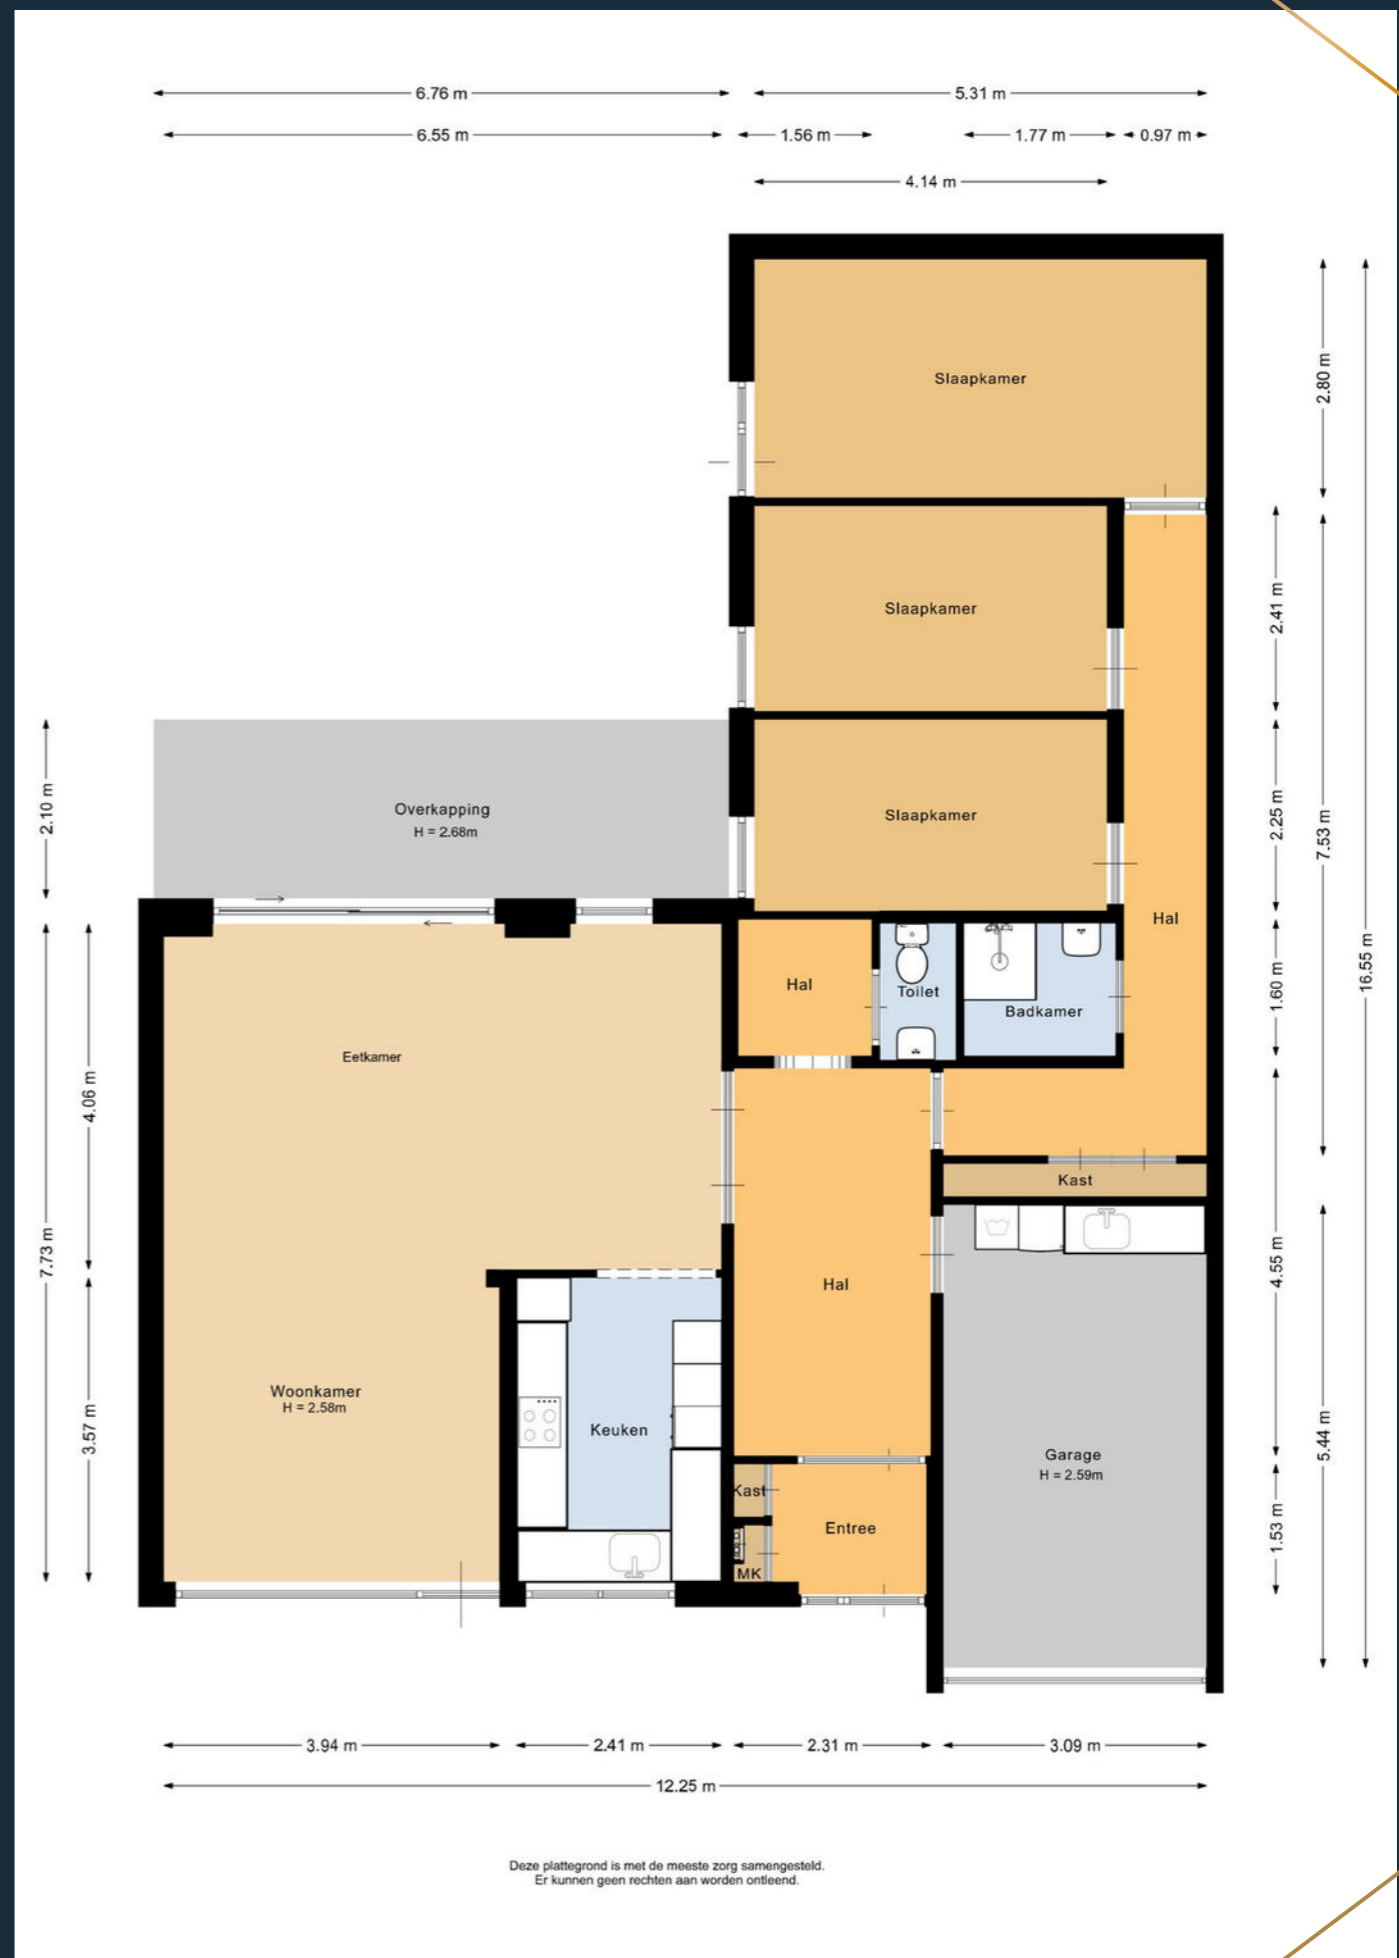 6.76 m
5.31 m
6.55 m
1.56 m
1.77 m
0.97 m
4.14 m
Slaapkamer
2.80 m
Slaapkamer
2.41 m
Overkapping
H = 2.68m
2.10 m
Slaapkamer
2.25 m
7.53 m
Hal
16.55 m
Hal
Toilet
Badkamer
1.60 m
Eetkamer
4.06 m
7.73 m
Kast
Hal
4.55 m
Woonkamer
H = 2.58m
3.57 m
Keuken
Garage
H = 2.59m
5.44 m
Kast
Entree
MK
1.53 m
3.94 m
2.41 m
2.31 m
3.09 m
12.25 m
Deze plattegrond is met de meeste zorg samengesteld.
Er kunnen geen rechten aan worden ontleend.